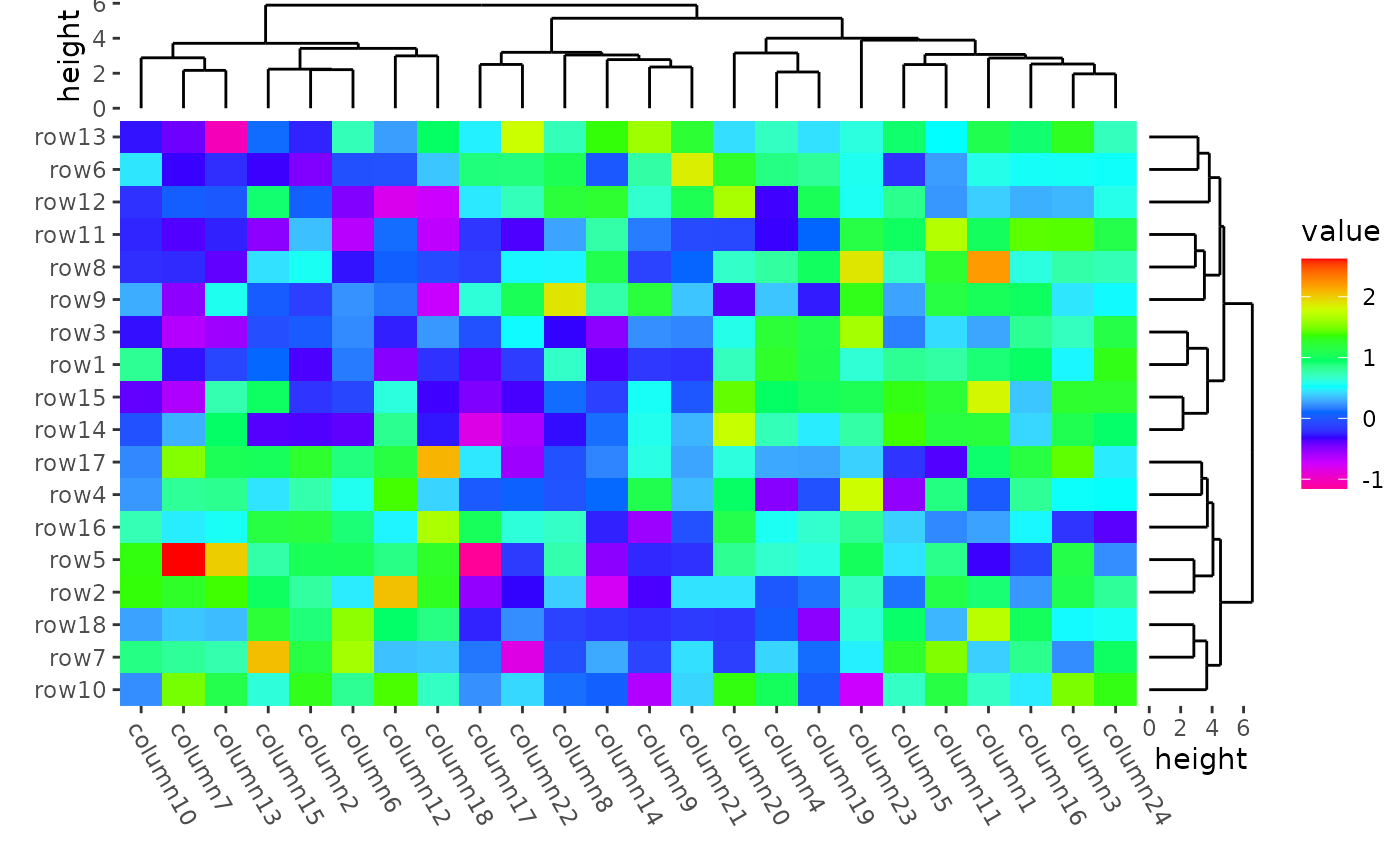 height
6
4
2
0
row13
row6
row12
row11
row8
row9
row3
row1
row15
row14
row17
row4
row16
row5
row2
row18
row7
row10
column10
column7
column13
column15
column2
column6
column12
column18
column17
column22
column8
column14
column9
column21
column20
column4
column19
column23
column5
column11
column1
column16
column3
column24
0 2 4 6
height
value
2
1
0
-1